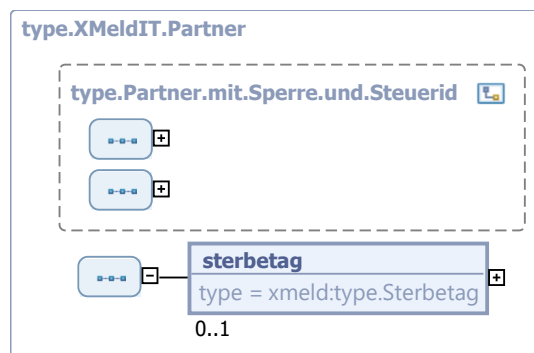 type.XMeldIT.Partner
type.Partner.mit.Sperre.und.Steuerid
sterbetag
type = xmeld:type.Sterbetag
0..1